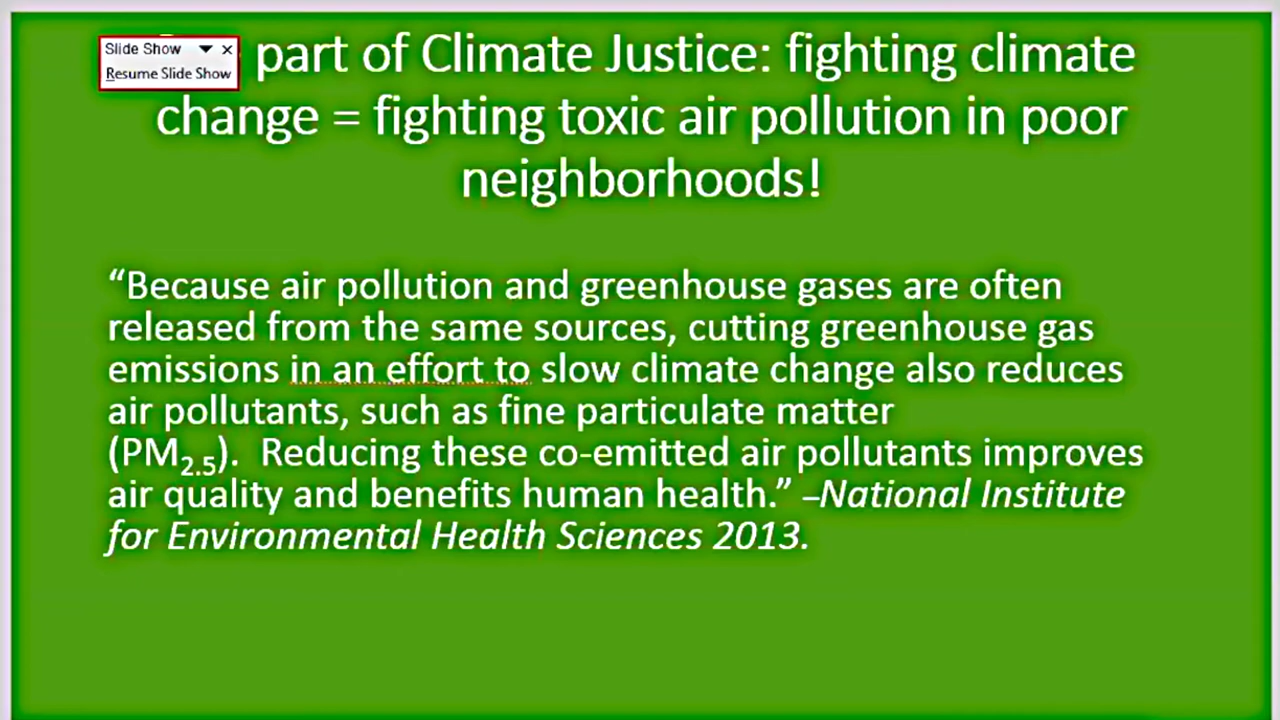 Slide Show
Resume Slide Show
part of Climate Justice: fighting climate
change = fighting toxic air pollution in poor
neighborhoods!
“Because air pollution and greenhouse gases are often
released from the same sources, cutting greenhouse gas
emissions in an effort to slow climate change also reduces
air pollutants, such as fine particulate matter
(PM2.5).  Reducing these co-emitted air pollutants improves
air quality and benefits human health.” –National Institute
for Environmental Health Sciences 2013.